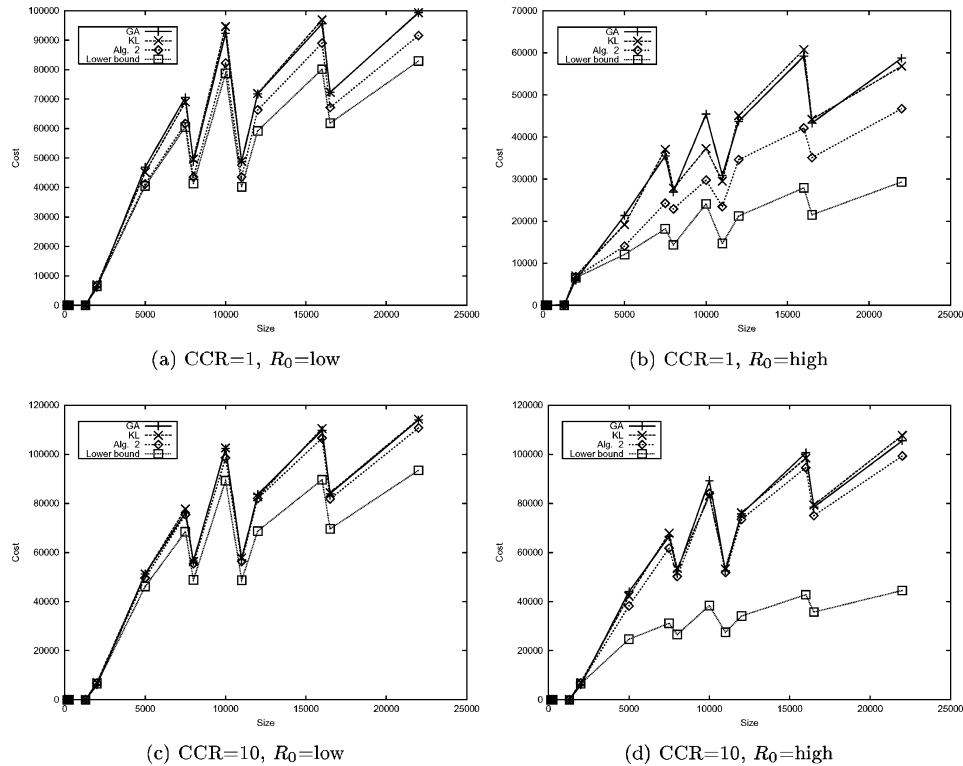 100000
90000
80000
70000
60000
50000
40000
30000
20000
10000
0
Cost
GA
KL
Alg. 2
Lower bound
0 5000 10000 15000 20000 25000
Size
(a) CCR=1, R₀=low
70000
60000
50000
40000
30000
20000
10000
0
Cost
GA
KL
Alg. 2
Lower bound
0 5000 10000 15000 20000 25000
Size
(b) CCR=1, R₀=high
120000
100000
80000
60000
40000
20000
0
Cost
GA
KL
Alg. 2
Lower bound
0 5000 10000 15000 20000 25000
Size
(c) CCR=10, R₀=low
120000
100000
80000
60000
40000
20000
0
Cost
GA
KL
Alg. 2
Lower bound
0 5000 10000 15000 20000 25000
Size
(d) CCR=10, R₀=high